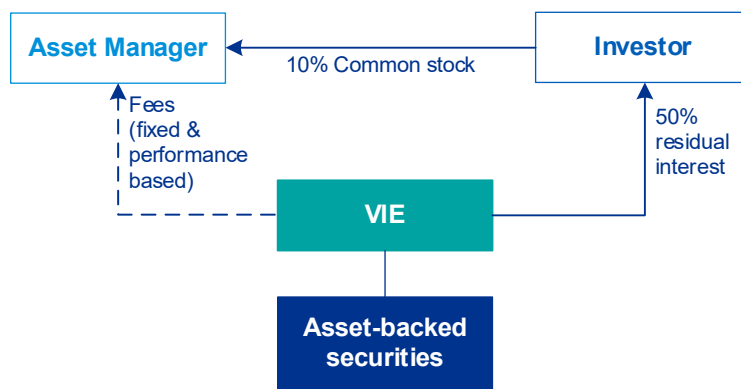 Asset Manager
Investor
10% Common stock
Fees
(fixed &
performance
based)
50%
residual
interest
VIE
Asset-backed
securities